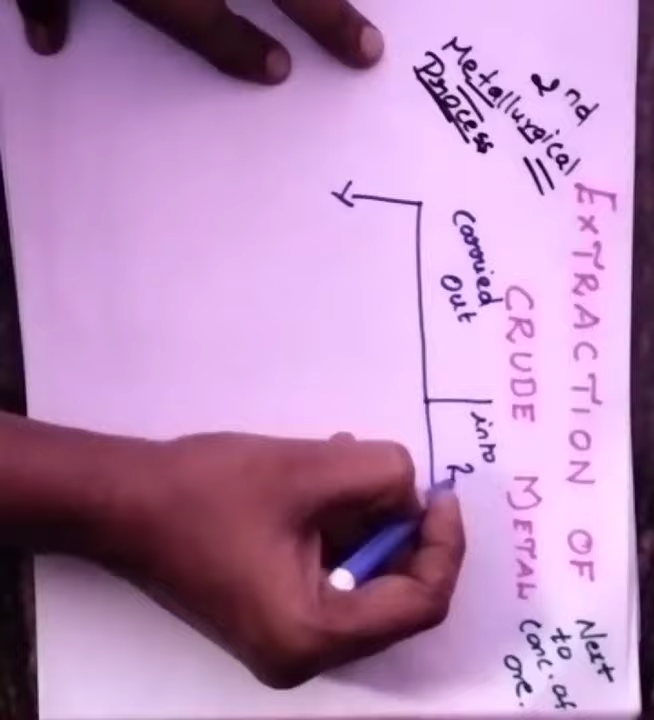 2nd
Metallurgical
Process
EXTRACTION OF
CRUDE METAL
Next
to
Conc. of
ore.
Carried
out
into
2